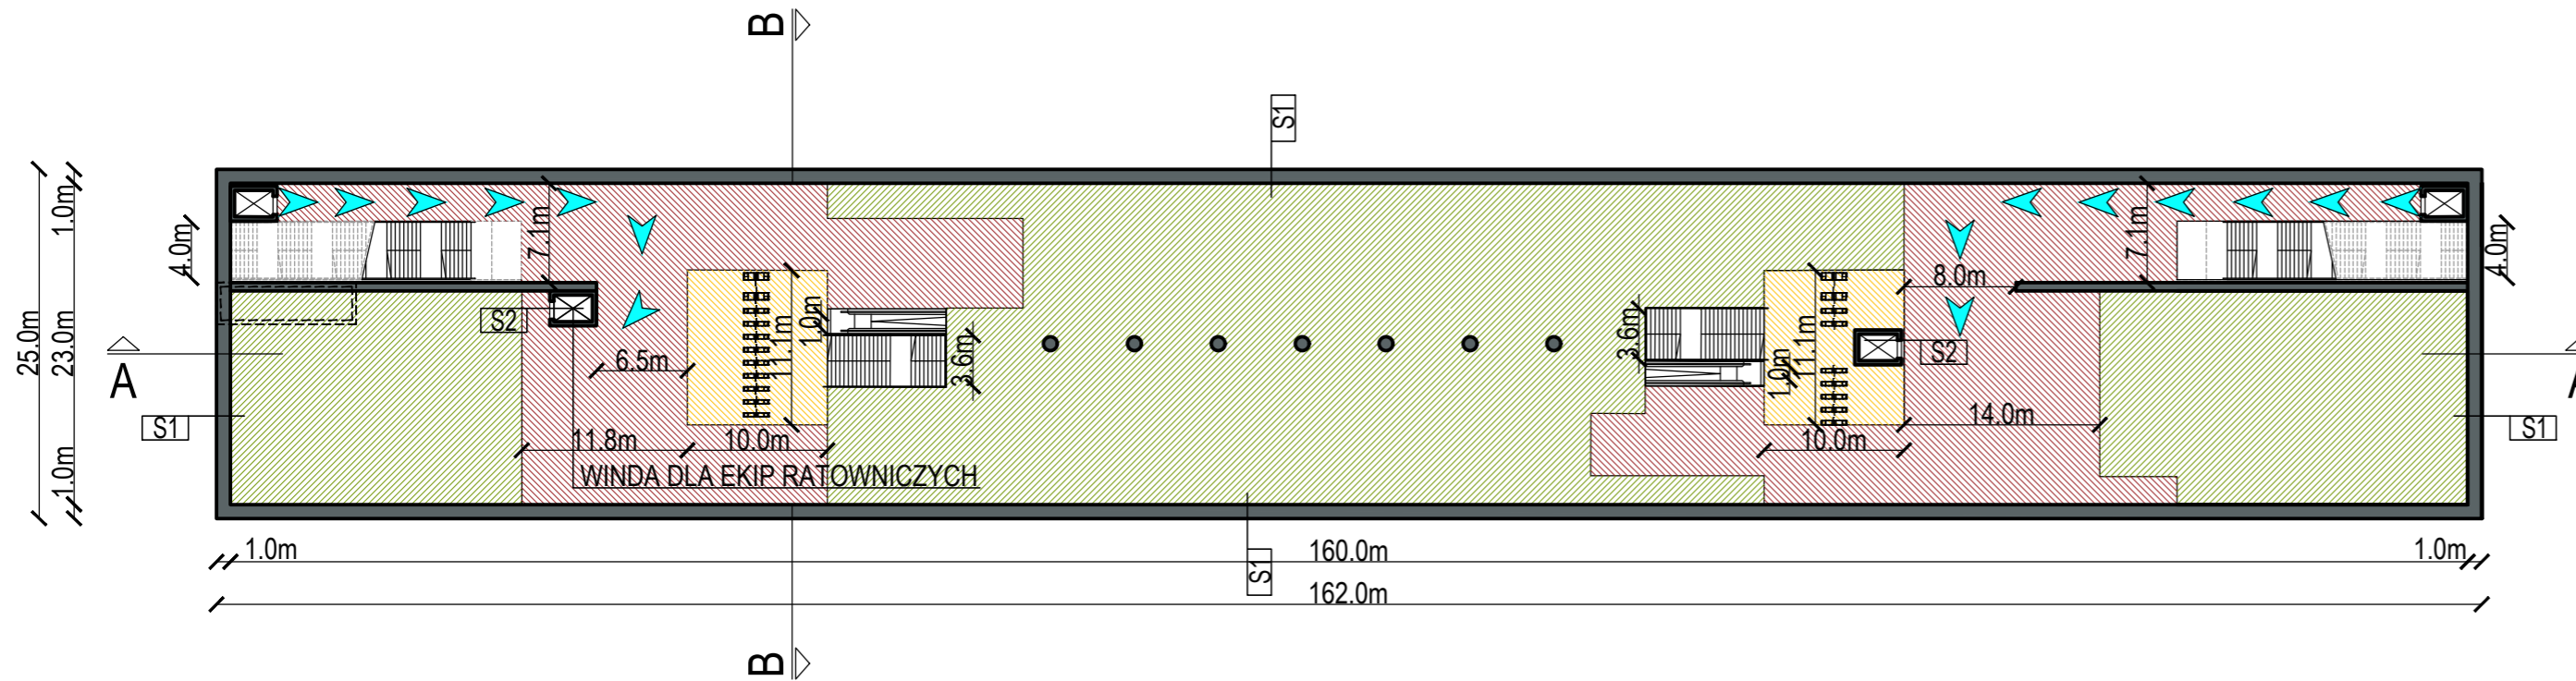 B
S1
1.0m
4.0m
7.1m
7.1m
4.0m
25.0m
23.0m
8.0m
S2
1.0m
11.1m
3.6m
3.6m
1.0m
11.1m
S2
A
6.5m
S1
11.8m
10.0m
10.0m
14.0m
S1
1.0m
WINDA DLA EKIP RATOWNICZYCH
1.0m
S1
160.0m
1.0m
162.0m
B